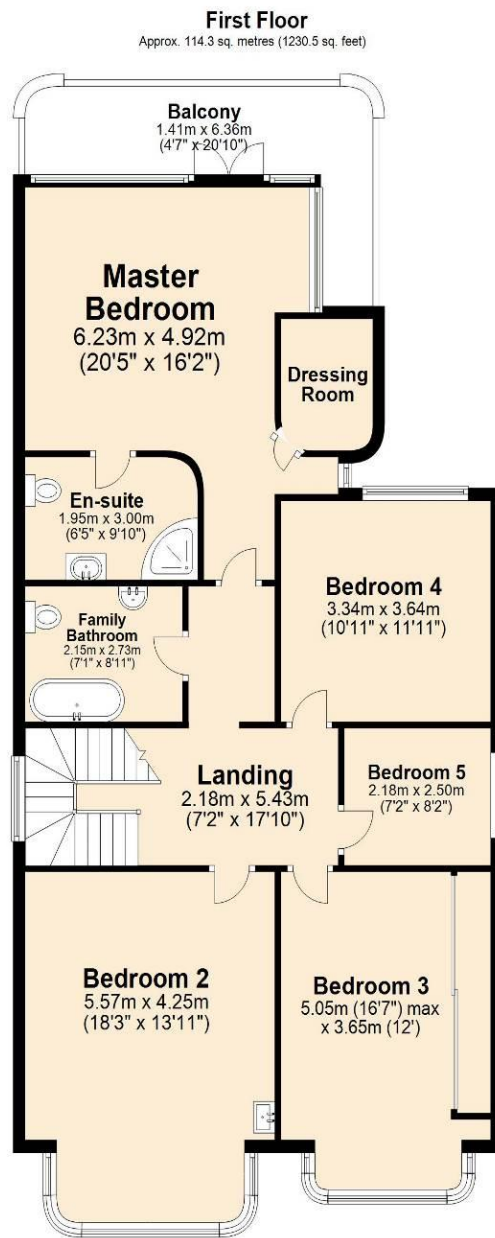 First Floor
Approx. 114.3 sq. metres (1230.5 sq. feet)
Balcony
1.41m x 6.36m
(4'7" x 20'10")
Master
Bedroom
6.23m x 4.92m
(20'5" x 16'2")
Dressing
Room
En-suite
1.95m x 3.00m
(6'5" x 9'10")
Bedroom 4
3.34m x 3.64m
(10'11" x 11'11")
Family
Bathroom
2.15m x 2.73m
(7'1" x 8'11")
Landing
2.18m x 5.43m
(7'2" x 17'10")
Bedroom 5
2.18m x 2.50m
(7'2" x 8'2")
Bedroom 2
5.57m x 4.25m
(18'3" x 13'11")
Bedroom 3
5.05m (16'7") max
x 3.65m (12')